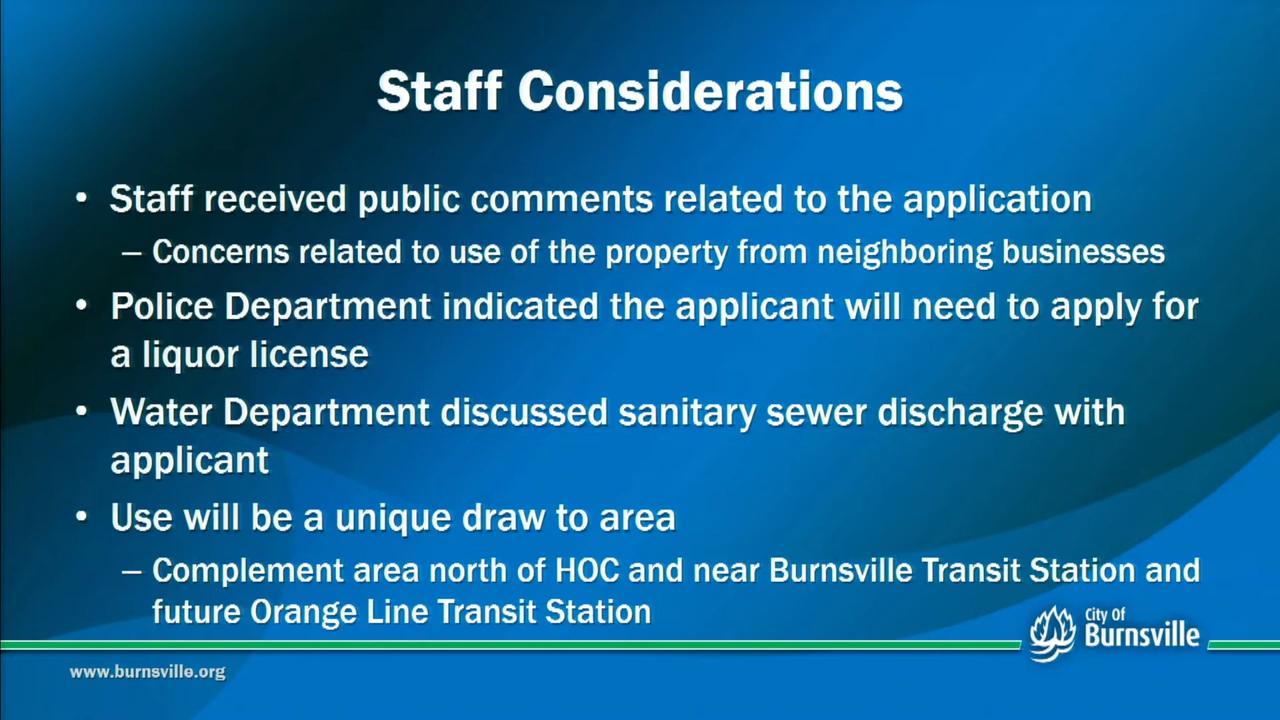 Staff Considerations
• Staff received public comments related to the application
– Concerns related to use of the property from neighboring businesses
• Police Department indicated the applicant will need to apply for
a liquor license
• Water Department discussed sanitary sewer discharge with
applicant
• Use will be a unique draw to area
– Complement area north of HOC and near Burnsville Transit Station and
future Orange Line Transit Station
City of
Burnsville
www.burnsville.org